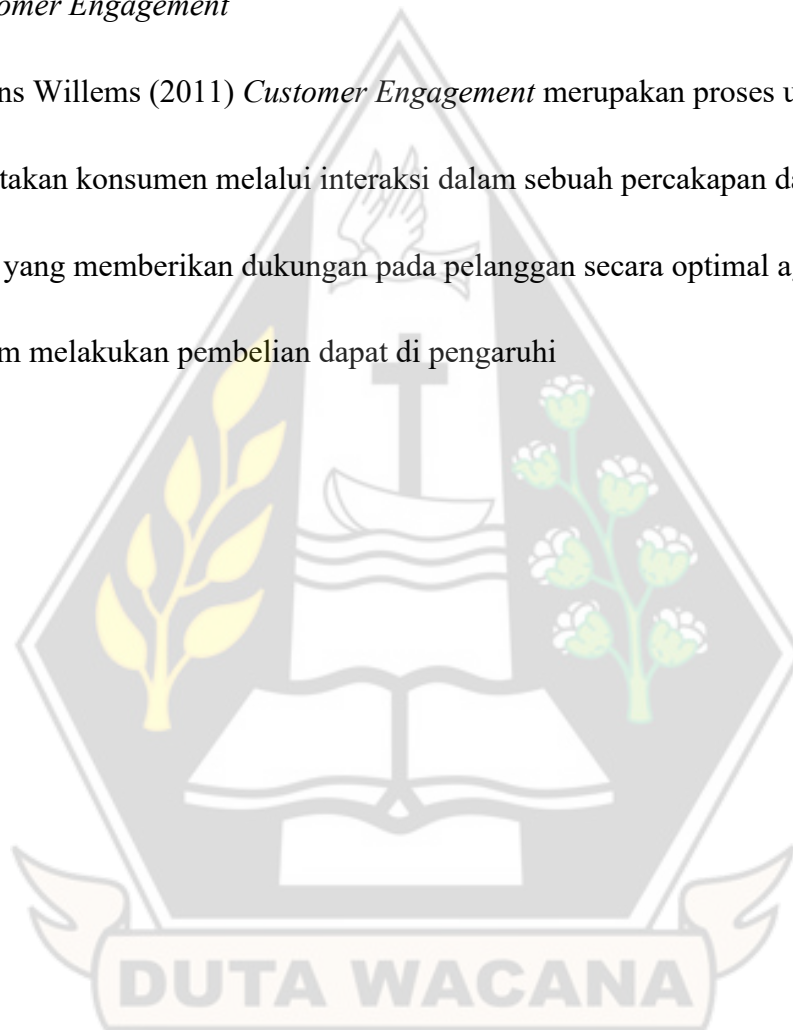 omer Engagement
ns Willems (2011) Customer Engagement merupakan proses u
takan konsumen melalui interaksi dalam sebuah percakapan da
yang memberikan dukungan pada pelanggan secara optimal a
m melakukan pembelian dapat di pengaruhi
DUTA WACANA